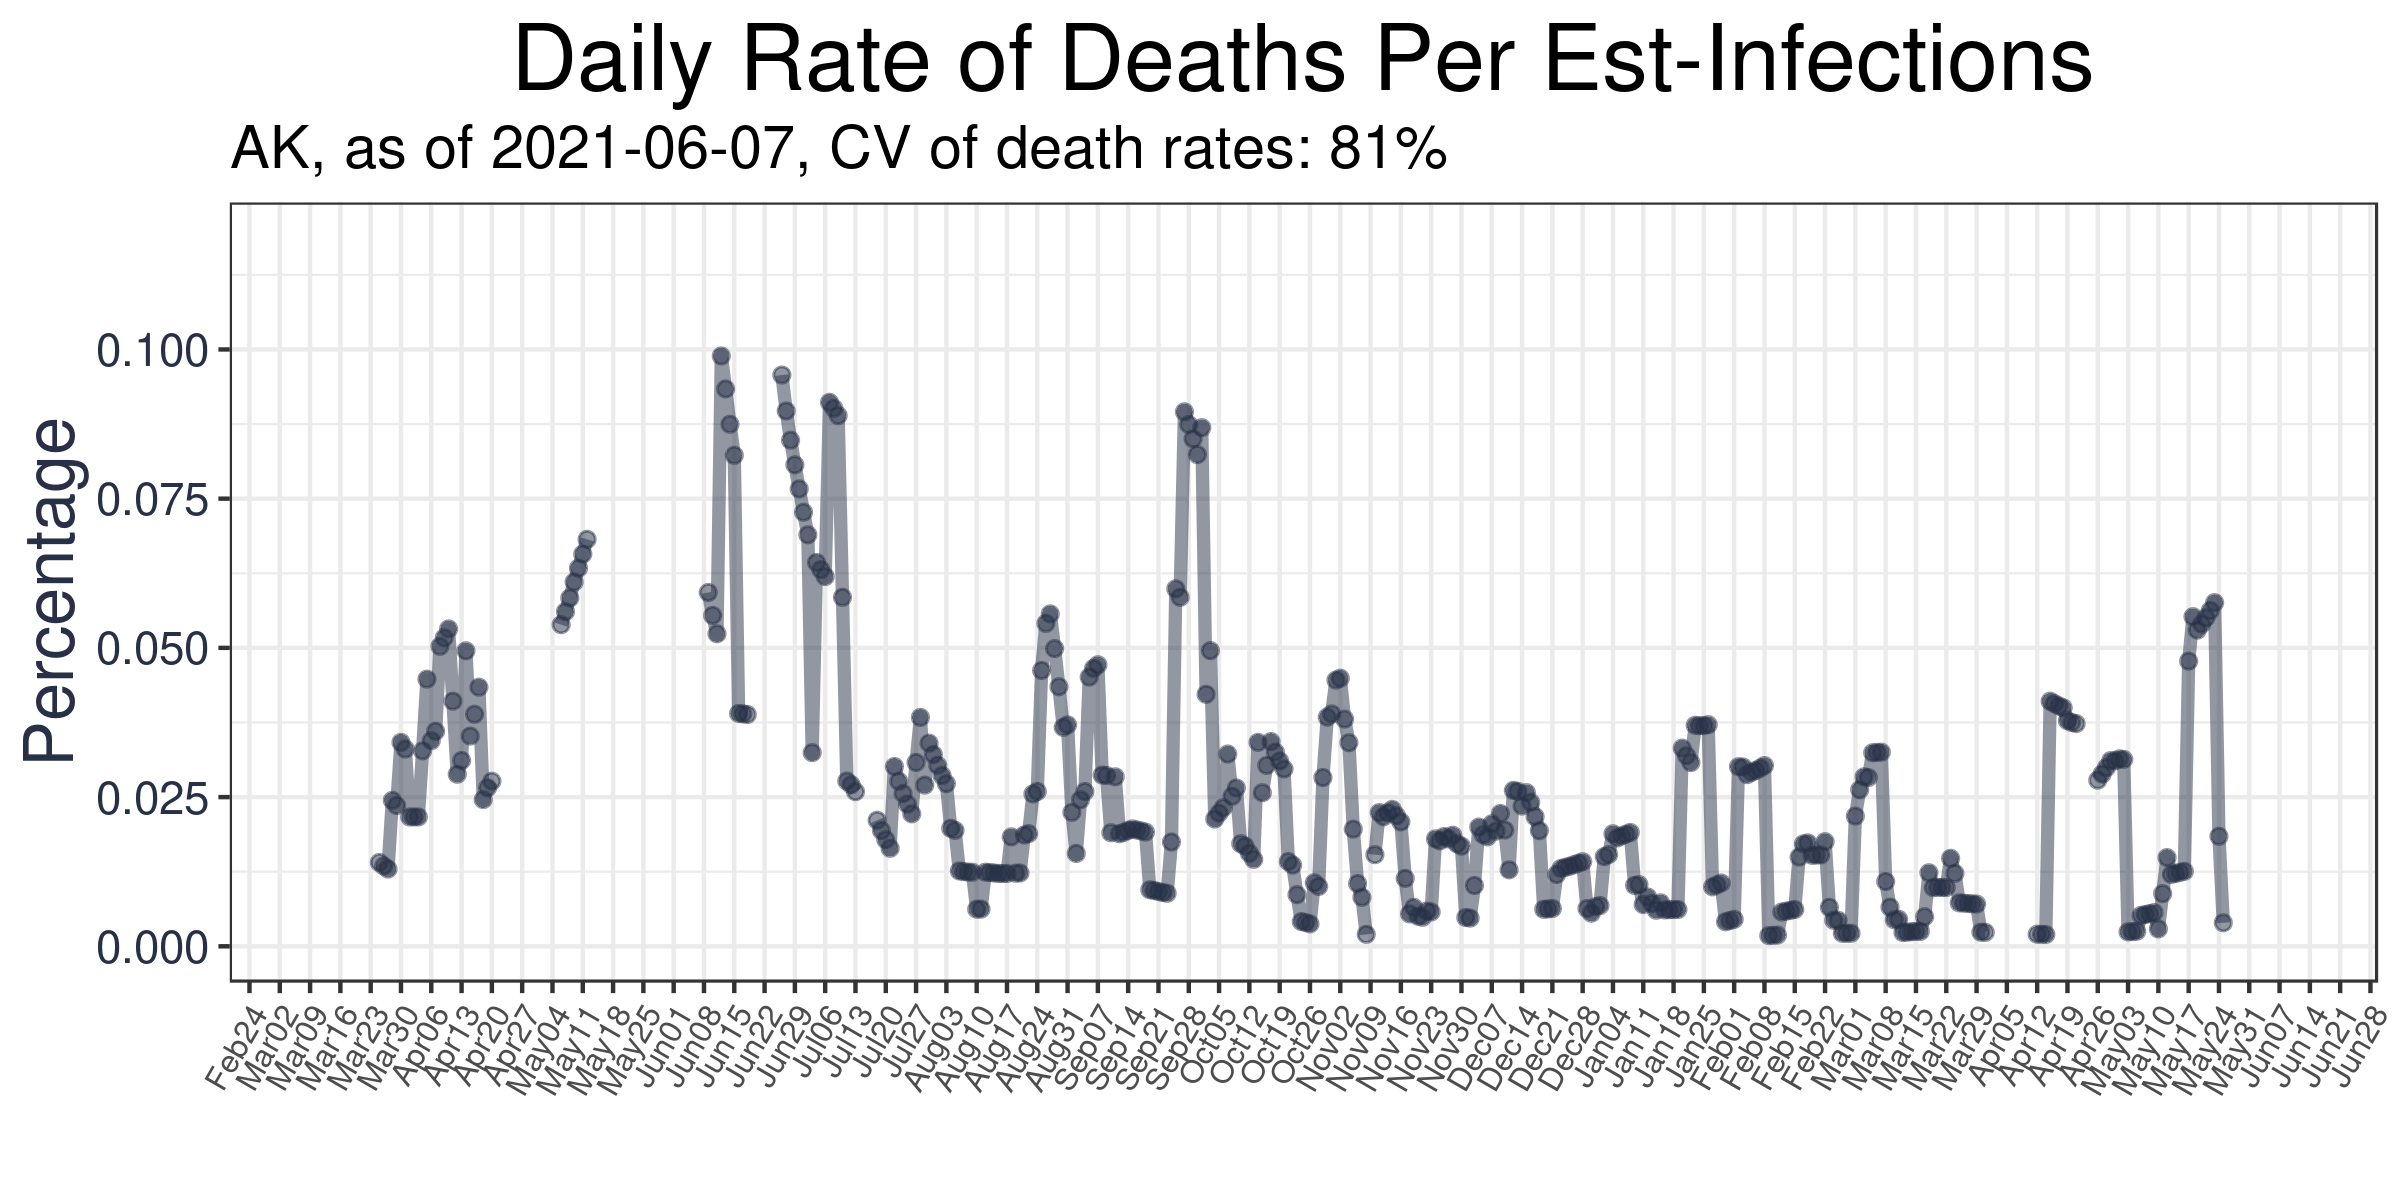 Daily Rate of Deaths Per Est-Infections
AK, as of 2021-06-07, CV of death rates: 81%
Percentage
0.100
0.075
0.050
0.025
0.000
Feb24
Mar02
Mar09
Mar16
Mar23
Mar30
Apr06
Apr13
Apr20
Apr27
May04
May11
May18
May25
Jun01
Jun08
Jun15
Jun22
Jun29
Jul06
Jul13
Jul20
Jul27
Aug03
Aug10
Aug17
Aug24
Aug31
Sep07
Sep14
Sep21
Sep28
Oct05
Oct12
Oct19
Oct26
Nov02
Nov09
Nov16
Nov23
Nov30
Dec07
Dec14
Dec21
Dec28
Jan04
Jan11
Jan18
Jan25
Feb01
Feb08
Feb15
Feb22
Mar01
Mar08
Mar15
Mar22
Mar29
Apr05
Apr12
Apr19
Apr26
May03
May10
May17
May24
May31
Jun07
Jun14
Jun21
Jun28